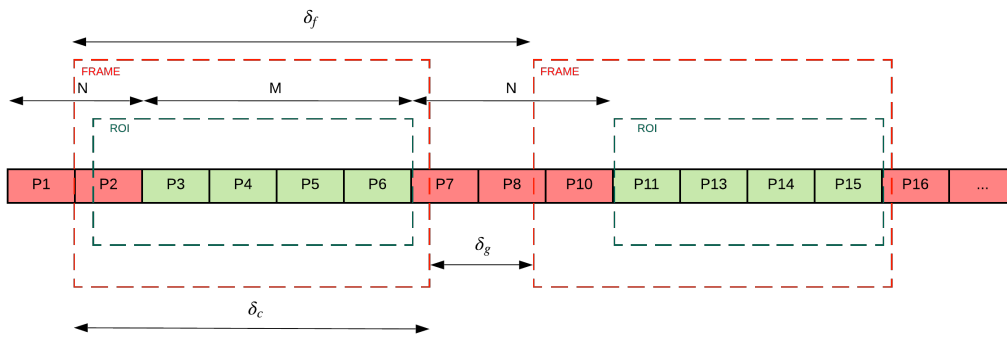 δf
FRAME FRAME
N M N
ROI ROI
P1 P2 P3 P4 P5 P6 P7 P8 P10 P11 P13 P14 P15 P16 ...
δg
δc